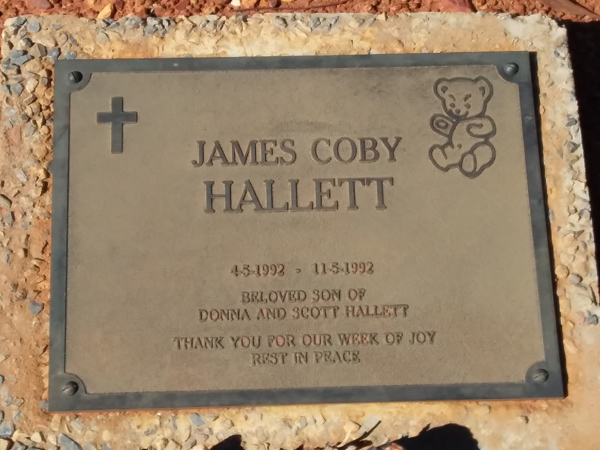 JAMES COBY
HALLETT
4-5-1992 - 11-5-1992
BELOVED SON OF
DONNA AND SCOTT HALLETT
THANK YOU FOR OUR WEEK OF JOY
REST IN PEACE